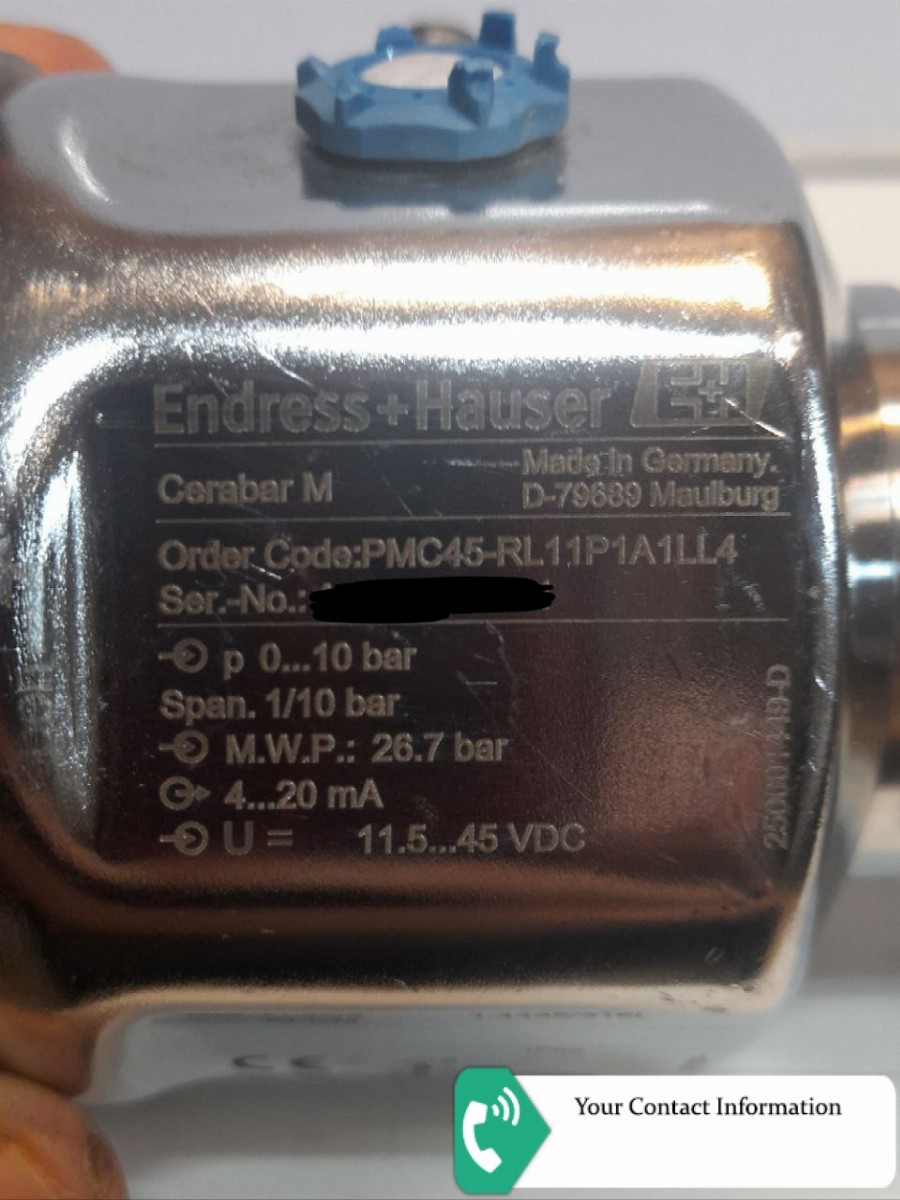 Endress+Hauser
Made in Germany.
Cerabar M
D-79689 Maulburg
Order Code:PMC45-RL11P1A1LL4
Ser.-No.:
p 0...10 bar
Span. 1/10 bar
M.W.P.: 26.7 bar
4...20 mA
U = 11.5...45 VDC
CE
Your Contact Information